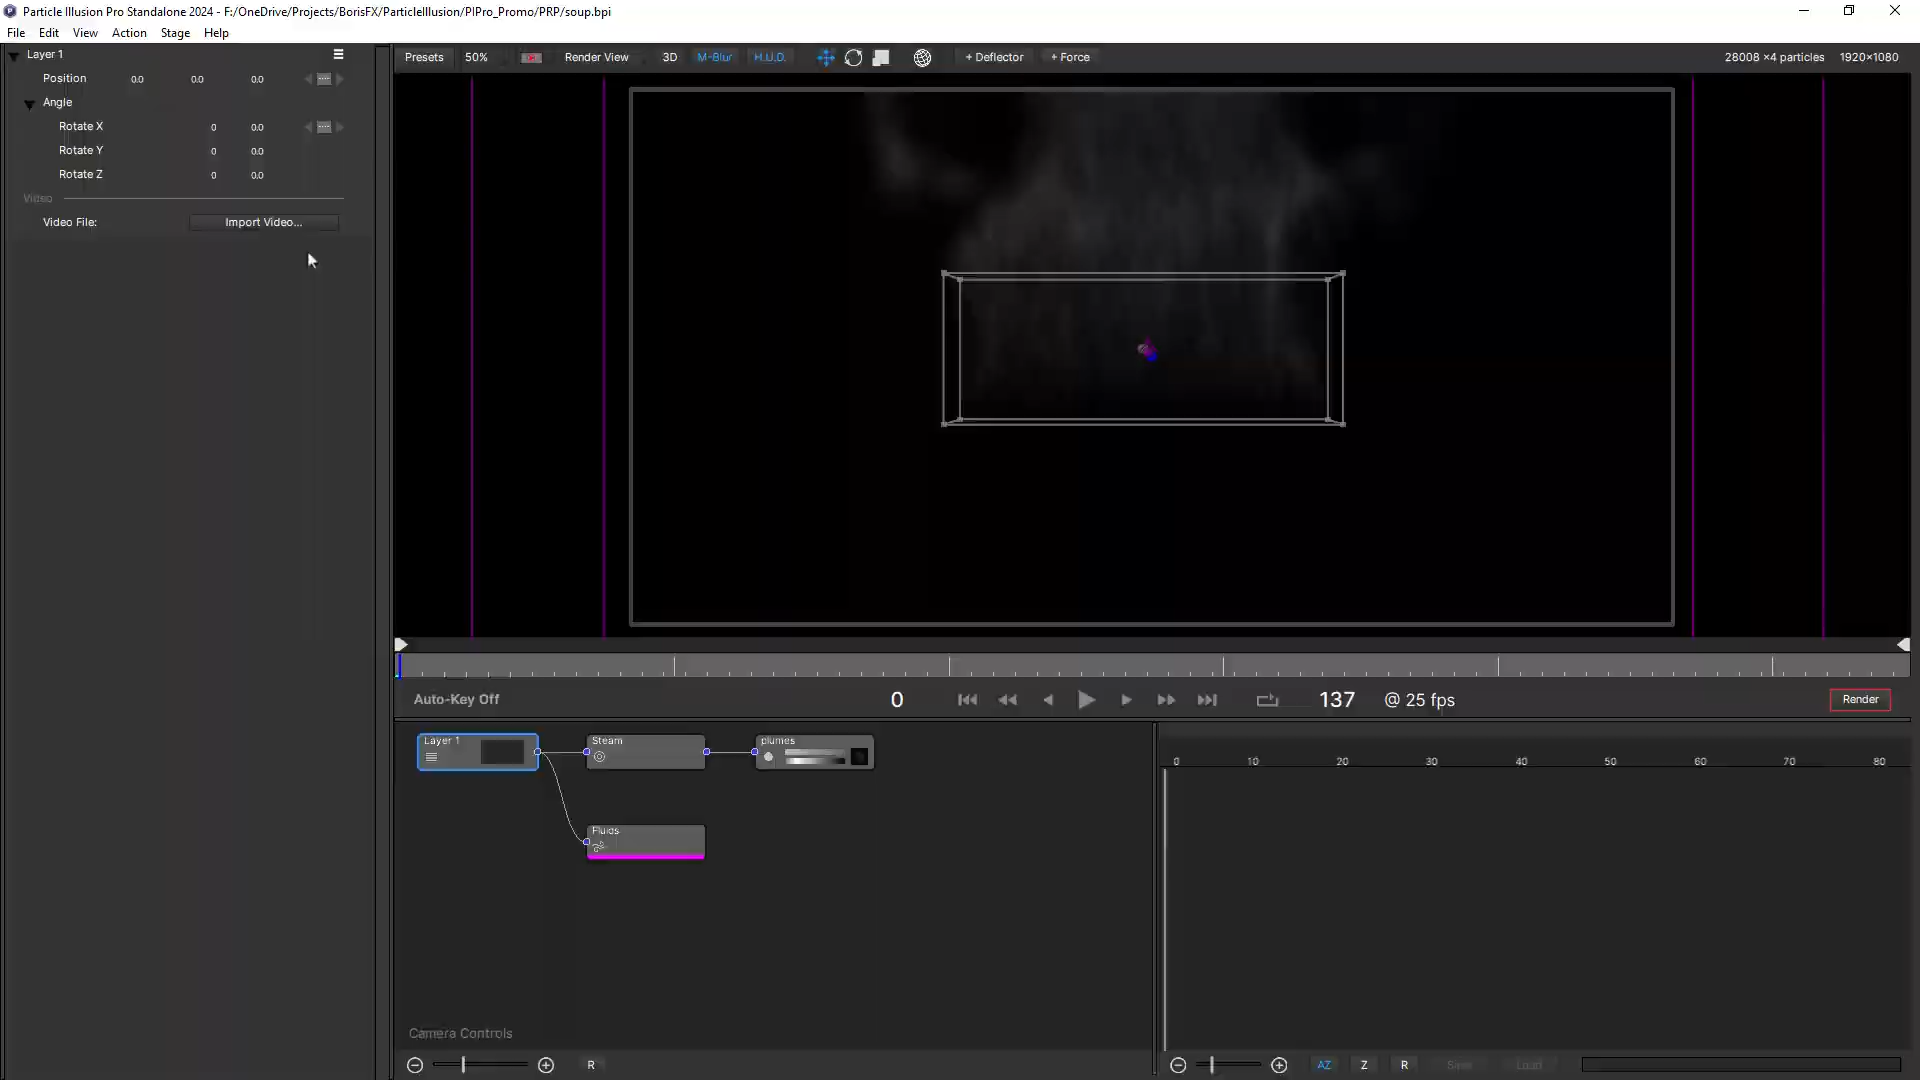 Particle Illusion Pro Standalone 2024 - F:/OneDrive/Projects/BorisFX/ParticleIllusion/PIPro_Promo/PRP/soup.bpi
File Edit View Action Stage Help
Layer 1
Position 0.0 0.0 0.0
Angle
Rotate X 0 0.0
Rotate Y 0 0.0
Rotate Z 0 0.0
Video
Video File: Import Video...
Presets 50% Render View 3D M-Blur H.U.D. + Deflector + Force 28008 ×4 particles 1920×1080
Auto-Key Off 0 137 @ 25 fps Render
Layer 1 Steam plumes
Fluids
0 10 20 30 40 50 60 70 80
Camera Controls
R AZ Z R Save Load